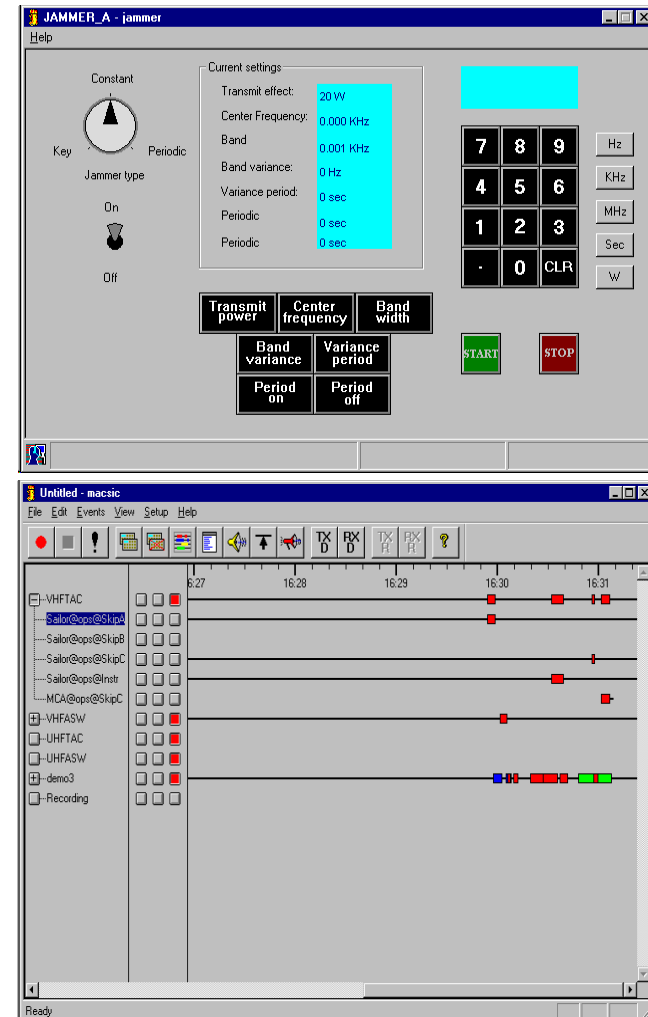 JAMMER_A - jammer
Help
Constant
Key
Periodic
Jammer type
On
Off
Current settings
Transmit effect: 20 W
Center Frequency: 0.000 KHz
Band 0.001 KHz
Band variance: 0 Hz
Variance period: 0 sec
Periodic 0 sec
Periodic 0 sec
7 8 9
4 5 6
1 2 3
. 0 CLR
Hz
KHz
MHz
Sec
W
Transmit power
Center frequency
Band width
Band variance
Variance period
Period on
Period off
START
STOP
Untitled - macsic
File Edit Events View Setup Help
TX D
RX D
TX R
RX R
6:27 16:28 16:29 16:30 16:31
VHFTAC
Sailor@ops@SkipA
Sailor@ops@SkipB
Sailor@ops@SkipC
Sailor@ops@Instr
MCA@ops@SkipC
VHFASW
UHFTAC
UHFASW
demo3
Recording
Ready